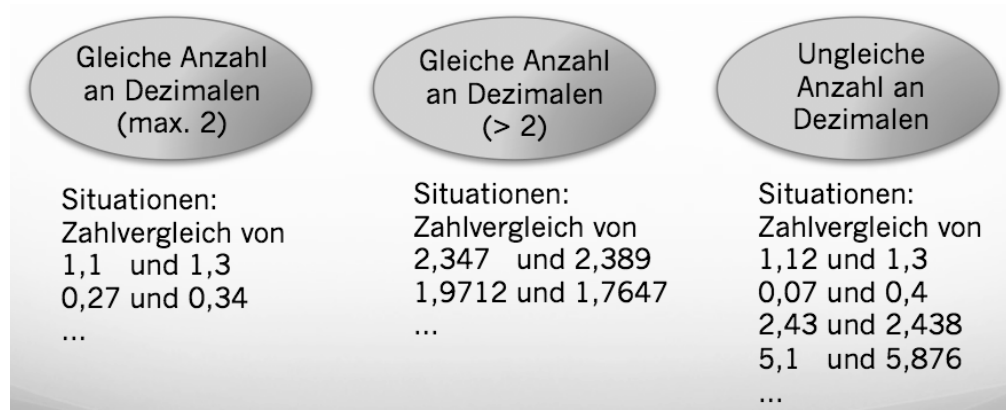 Gleiche Anzahl
an Dezimalen
(max. 2)
Situationen:
Zahlvergleich von
1,1 und 1,3
0,27 und 0,34
...
Gleiche Anzahl
an Dezimalen
(> 2)
Situationen:
Zahlvergleich von
2,347 und 2,389
1,9712 und 1,7647
...
Ungleiche
Anzahl an
Dezimalen
Situationen:
Zahlvergleich von
1,12 und 1,3
0,07 und 0,4
2,43 und 2,438
5,1 und 5,876
...